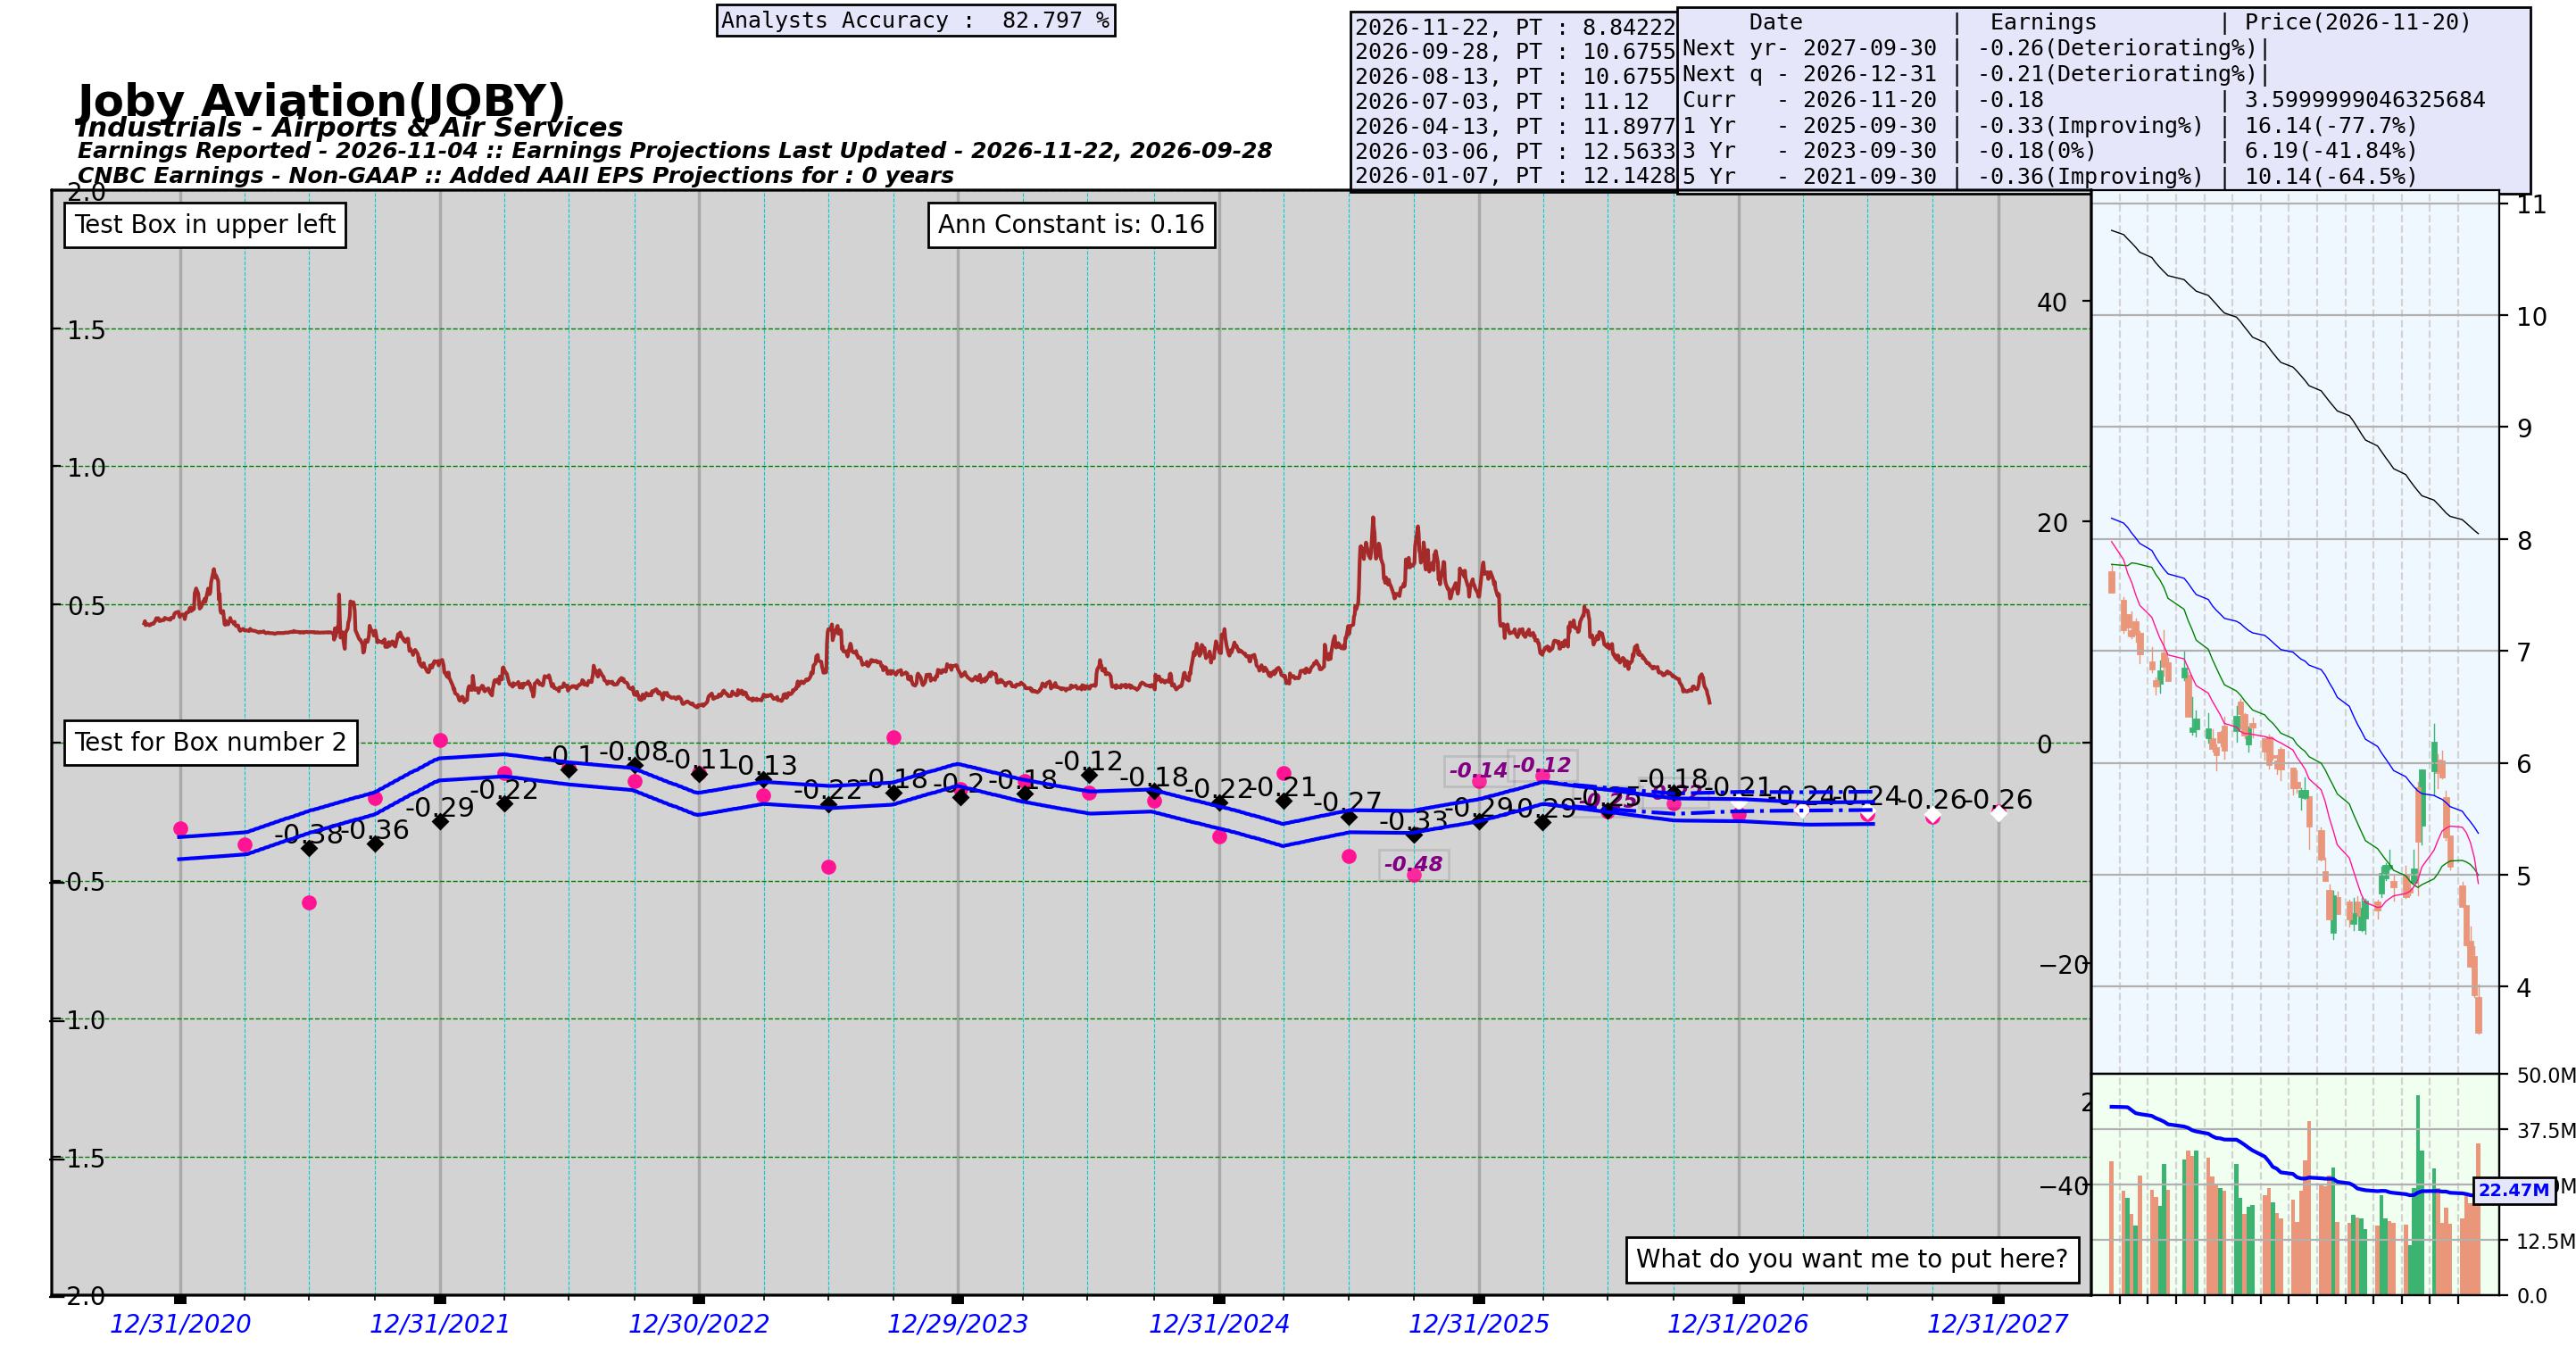 Analysts Accuracy :  82.797 %
2026-11-22, PT : 8.84222
2026-09-28, PT : 10.6755
2026-08-13, PT : 10.6755
2026-07-03, PT : 11.12
2026-04-13, PT : 11.8977
2026-03-06, PT : 12.5633
2026-01-07, PT : 12.1428
Date | Earnings | Price(2026-11-20)
Next yr- 2027-09-30 | -0.26(Deteriorating%)|
Next q - 2026-12-31 | -0.21(Deteriorating%)|
Curr - 2026-11-20 | -0.18 | 3.5999999046325684
1 Yr - 2025-09-30 | -0.33(Improving%) | 16.14(-77.7%)
3 Yr - 2023-09-30 | -0.18(0%) | 6.19(-41.84%)
5 Yr - 2021-09-30 | -0.36(Improving%) | 10.14(-64.5%)
Joby Aviation(JOBY)
Industrials - Airports & Air Services
Earnings Reported - 2026-11-04 :: Earnings Projections Last Updated - 2026-11-22, 2026-09-28
CNBC Earnings - Non-GAAP :: Added AAII EPS Projections for : 0 years
Test Box in upper left
Ann Constant is: 0.16
Test for Box number 2
What do you want me to put here?
2.0
1.5
1.0
0.5
−0.5
−1.0
−1.5
−2.0
40
20
0
−20
−40
-0.38
-0.36
-0.29
-0.22
-0.1
-0.08
-0.11
-0.13
-0.22
-0.18
-0.2
-0.18
-0.12
-0.18
-0.22
-0.21
-0.27
-0.33
-0.29
-0.29
-0.25
-0.18
-0.21
-0.24
-0.24
-0.26
-0.26
-0.48
-0.14
-0.12
-0.25
11
10
9
8
7
6
5
4
50.0M
37.5M
22.47M
12.5M
0.0
12/31/2020
12/31/2021
12/30/2022
12/29/2023
12/31/2024
12/31/2025
12/31/2026
12/31/2027